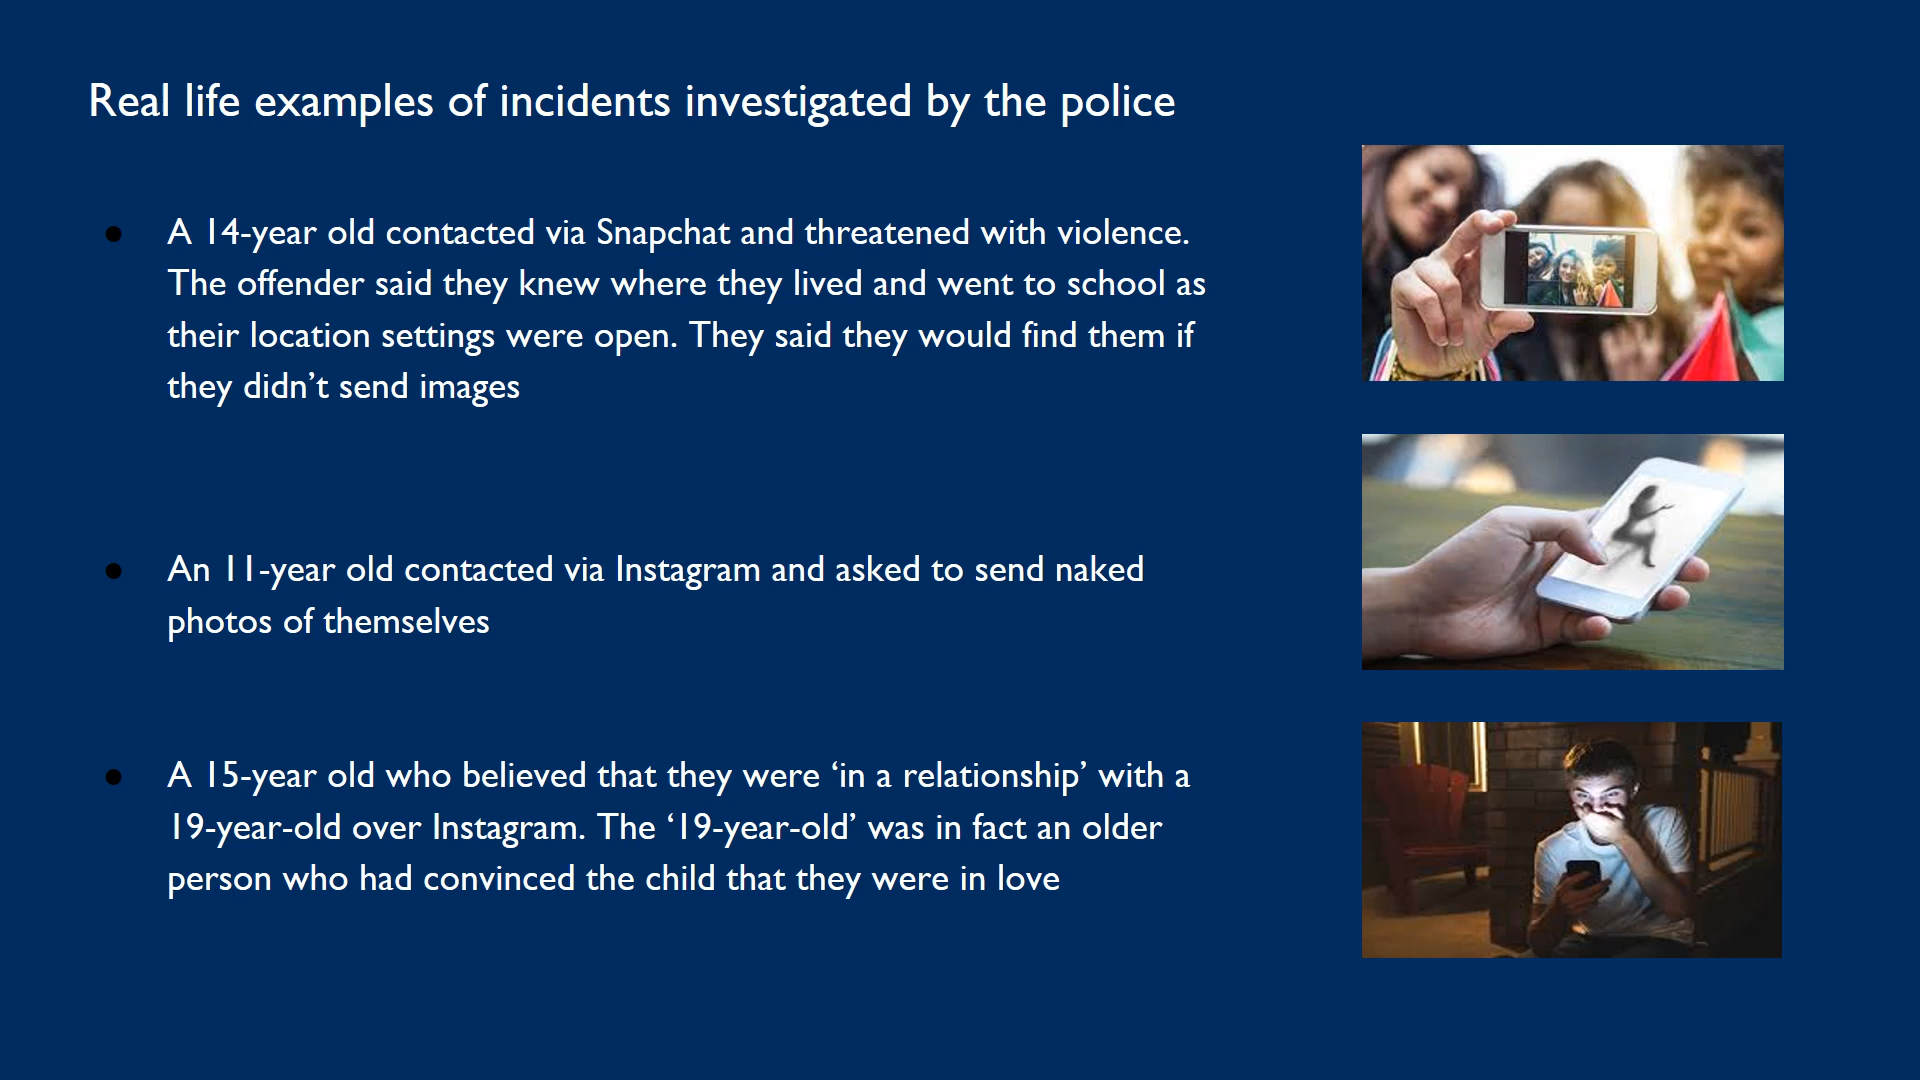 Real life examples of incidents investigated by the police
● A 14-year old contacted via Snapchat and threatened with violence.
The offender said they knew where they lived and went to school as
their location settings were open. They said they would find them if
they didn’t send images
● An 11-year old contacted via Instagram and asked to send naked
photos of themselves
● A 15-year old who believed that they were ‘in a relationship’ with a
19-year-old over Instagram. The ‘19-year-old’ was in fact an older
person who had convinced the child that they were in love